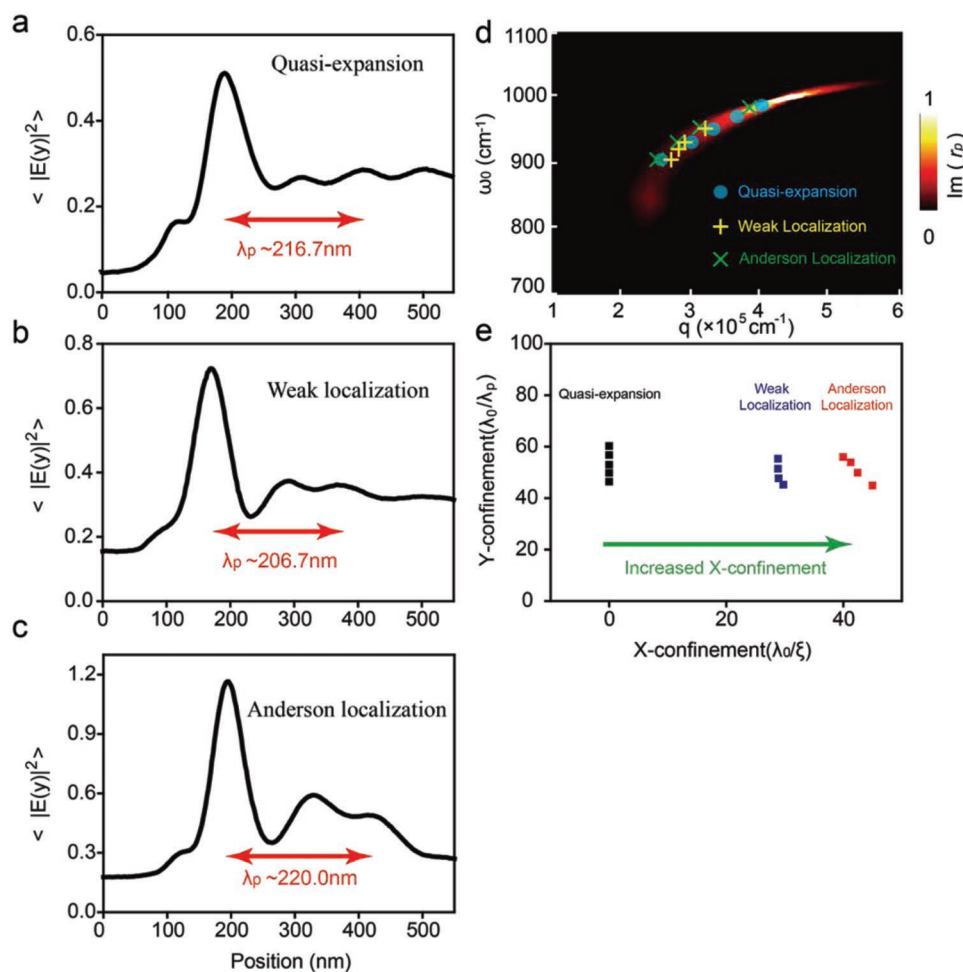 a
0.6
0.4
0.2
0.0
< |E(y)|²>
Quasi-expansion
λp ~216.7nm
0 100 200 300 400 500
b
0.8
0.6
0.4
0.2
0.0
< |E(y)|²>
Weak localization
λp ~206.7nm
0 100 200 300 400 500
c
1.2
0.9
0.6
0.3
0.0
< |E(y)|²>
Anderson localization
λp ~220.0nm
0 100 200 300 400 500
Position (nm)
d
1100
1000
900
800
700
ω₀ (cm⁻¹)
Quasi-expansion
Weak Localization
Anderson Localization
1 2 3 4 5 6
q (×10⁵ cm⁻¹)
1
0
Im ( rp )
e
100
80
60
40
20
0
Y-confinement(λ₀/λp)
Quasi-expansion
Weak
Localization
Anderson
Localization
Increased X-confinement
0 20 40
X-confinement(λ₀/ξ)